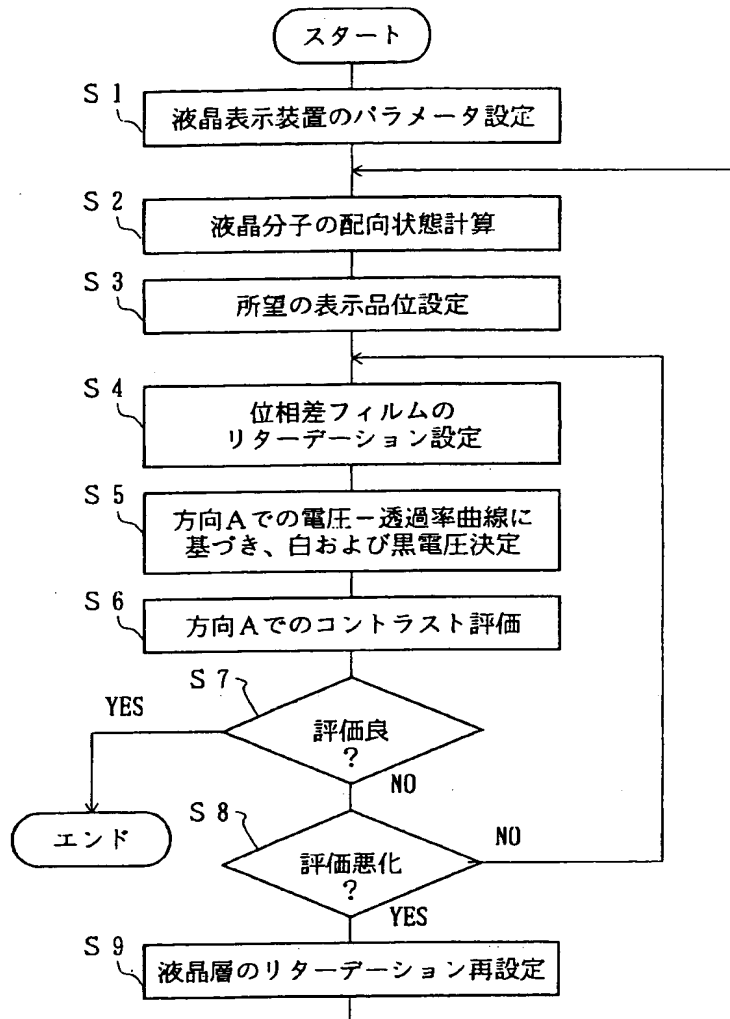 スタート
S 1
液晶表示装置のパラメータ設定
S 2
液晶分子の配向状態計算
S 3
所望の表示品位設定
S 4
位相差フィルムの
リターデーション設定
S 5
方向Aでの電圧－透過率曲線に
基づき、白および黒電圧決定
S 6
方向Aでのコントラスト評価
S 7
YES
評価良
?
NO
エンド
S 8
評価悪化
?
NO
YES
S 9
液晶層のリターデーション再設定